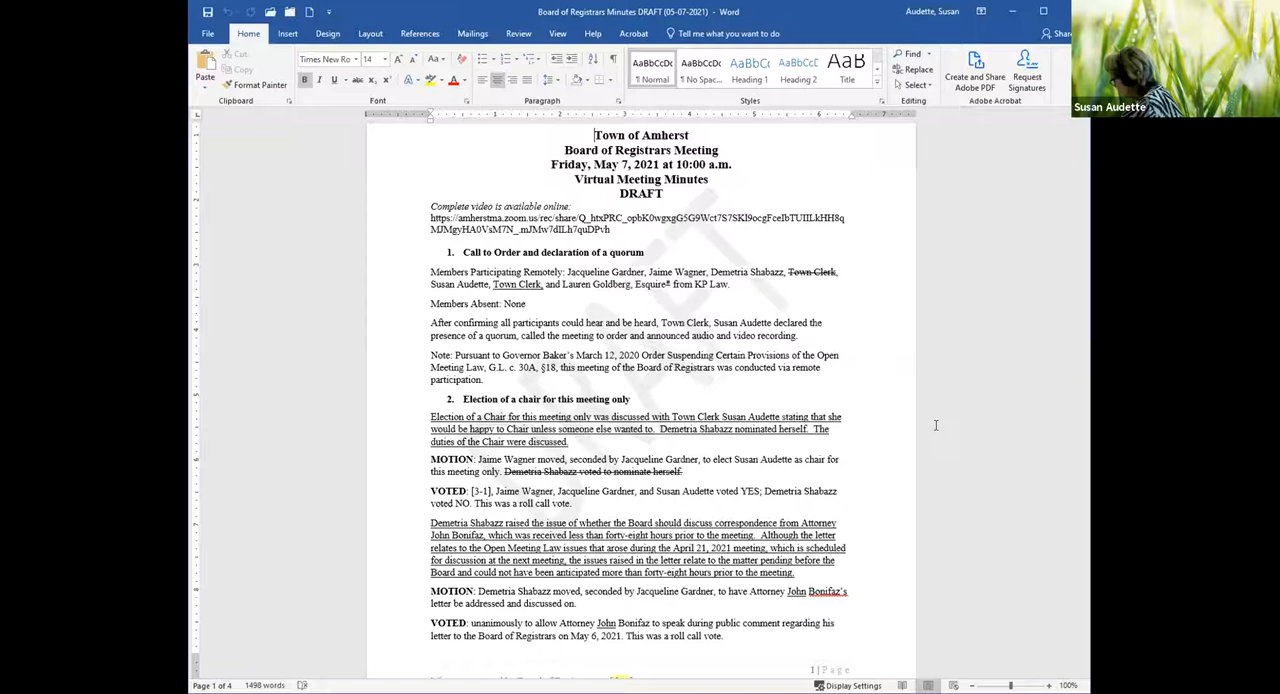 Board of Registrars Minutes DRAFT (05-07-2021) - Word
Audette, Susan
File Home Insert Design Layout References Mailings Review View Help Acrobat Tell me what you want to do Share
Paste
Cut
Copy
Format Painter
Clipboard
Times New Ro 14
Font
Paragraph
AaBbCcDc AaBbCcDc AaBbCc AaBbCcC AaB
¶ Normal ¶ No Spac... Heading 1 Heading 2 Title
Styles
Find
Replace
Select
Editing
Create and Share Adobe PDF
Request Signatures
Adobe Acrobat
Susan Audette
Town of Amherst
Board of Registrars Meeting
Friday, May 7, 2021 at 10:00 a.m.
Virtual Meeting Minutes
DRAFT
Complete video is available online:
1. Call to Order and declaration of a quorum
Members Participating Remotely: Jacqueline Gardner, Jaime Wagner, Demetria Shabazz, Town Clerk,
Susan Audette, Town Clerk, and Lauren Goldberg, Esquire from KP Law.
Members Absent: None
After confirming all participants could hear and be heard, Town Clerk, Susan Audette declared the
presence of a quorum, called the meeting to order and announced audio and video recording.
Note: Pursuant to Governor Baker's March 12, 2020 Order Suspending Certain Provisions of the Open
Meeting Law, G.L. c. 30A, §18, this meeting of the Board of Registrars was conducted via remote
participation.
2. Election of a chair for this meeting only
Election of a Chair for this meeting only was discussed with Town Clerk Susan Audette stating that she
would be happy to Chair unless someone else wanted to. Demetria Shabazz nominated herself. The
duties of the Chair were discussed.
MOTION: Jaime Wagner moved, seconded by Jacqueline Gardner, to elect Susan Audette as chair for
this meeting only. Demetria Shabazz voted to nominate herself.
VOTED: [3-1], Jaime Wagner, Jacqueline Gardner, and Susan Audette voted YES; Demetria Shabazz
voted NO. This was a roll call vote.
Demetria Shabazz raised the issue of whether the Board should discuss correspondence from Attorney
John Bonifaz, which was received less than forty-eight hours prior to the meeting. Although the letter
relates to the Open Meeting Law issues that arose during the April 21, 2021 meeting, which is scheduled
for discussion at the next meeting, the issues raised in the letter relate to the matter pending before the
Board and could not have been anticipated more than forty-eight hours prior to the meeting.
MOTION: Demetria Shabazz moved, seconded by Jacqueline Gardner, to have Attorney John Bonifaz's
letter be addressed and discussed on.
VOTED: unanimously to allow Attorney John Bonifaz to speak during public comment regarding his
letter to the Board of Registrars on May 6, 2021. This was a roll call vote.
1 | Page
DRAFT
Page 1 of 4 1498 words Display Settings 100%